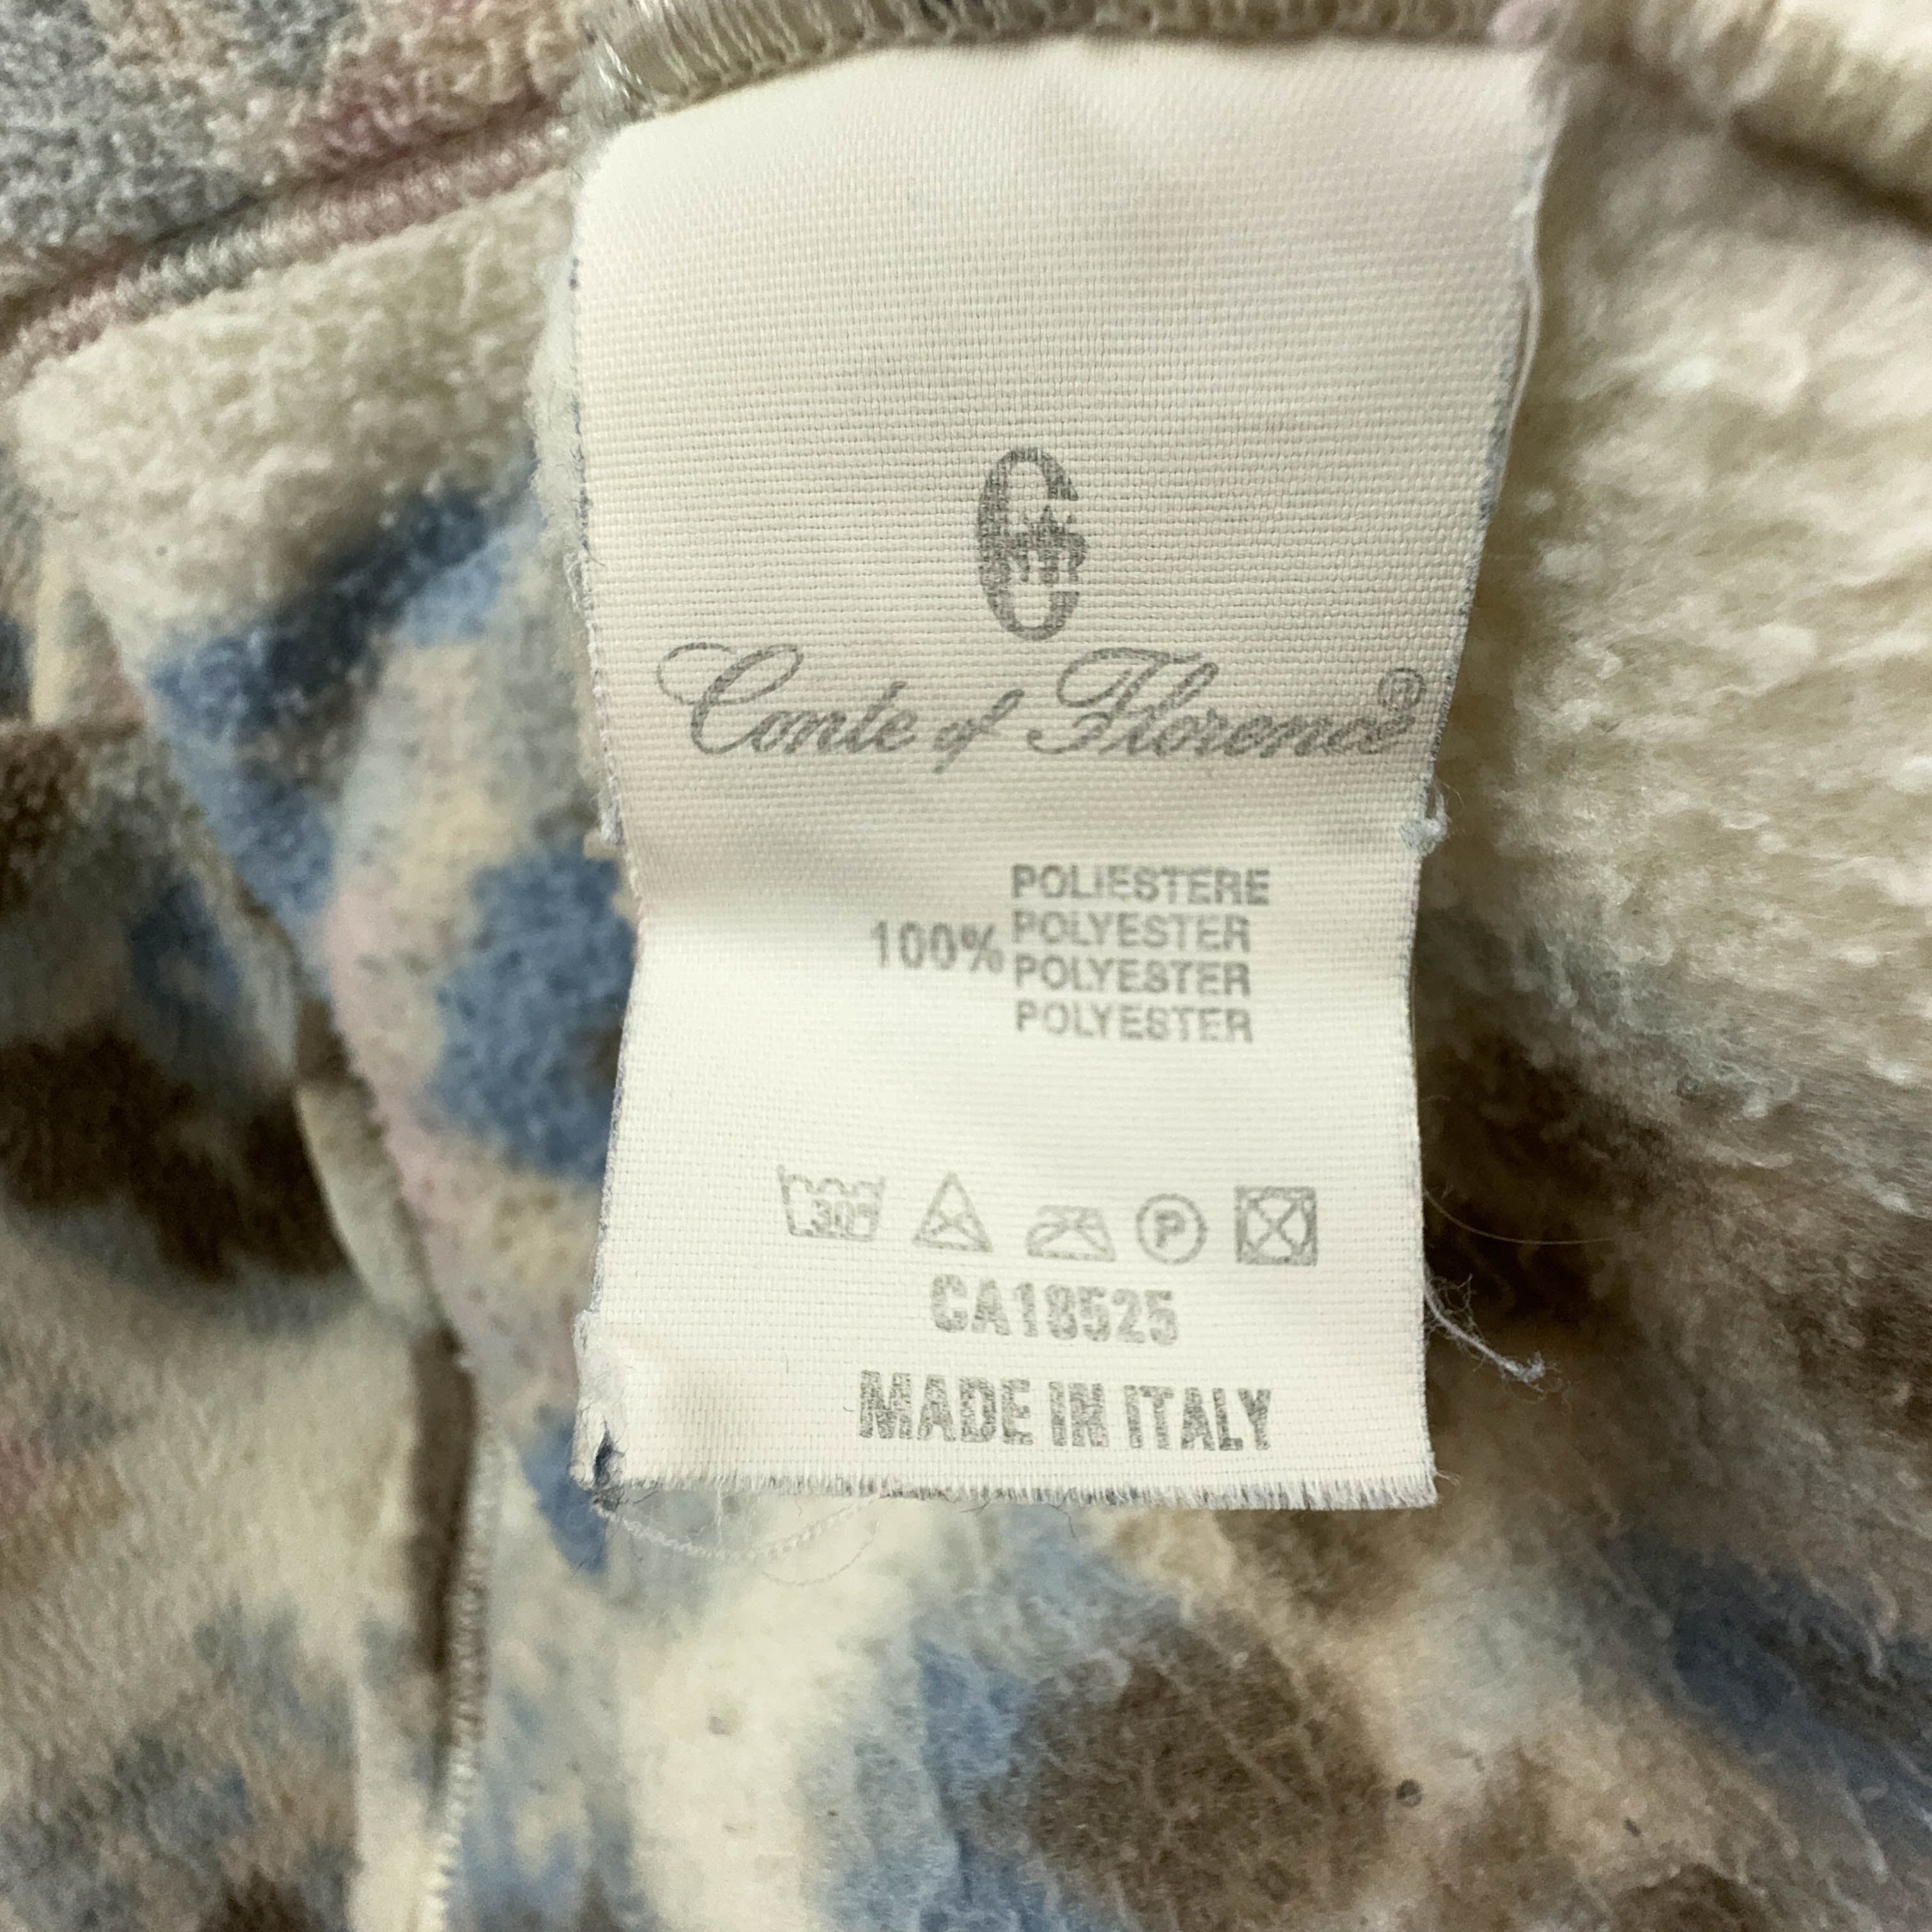 Conte of Florence®
POLIESTERE
POLYESTER
100% POLYESTER
POLYESTER
30°
P
CA18525
MADE IN ITALY